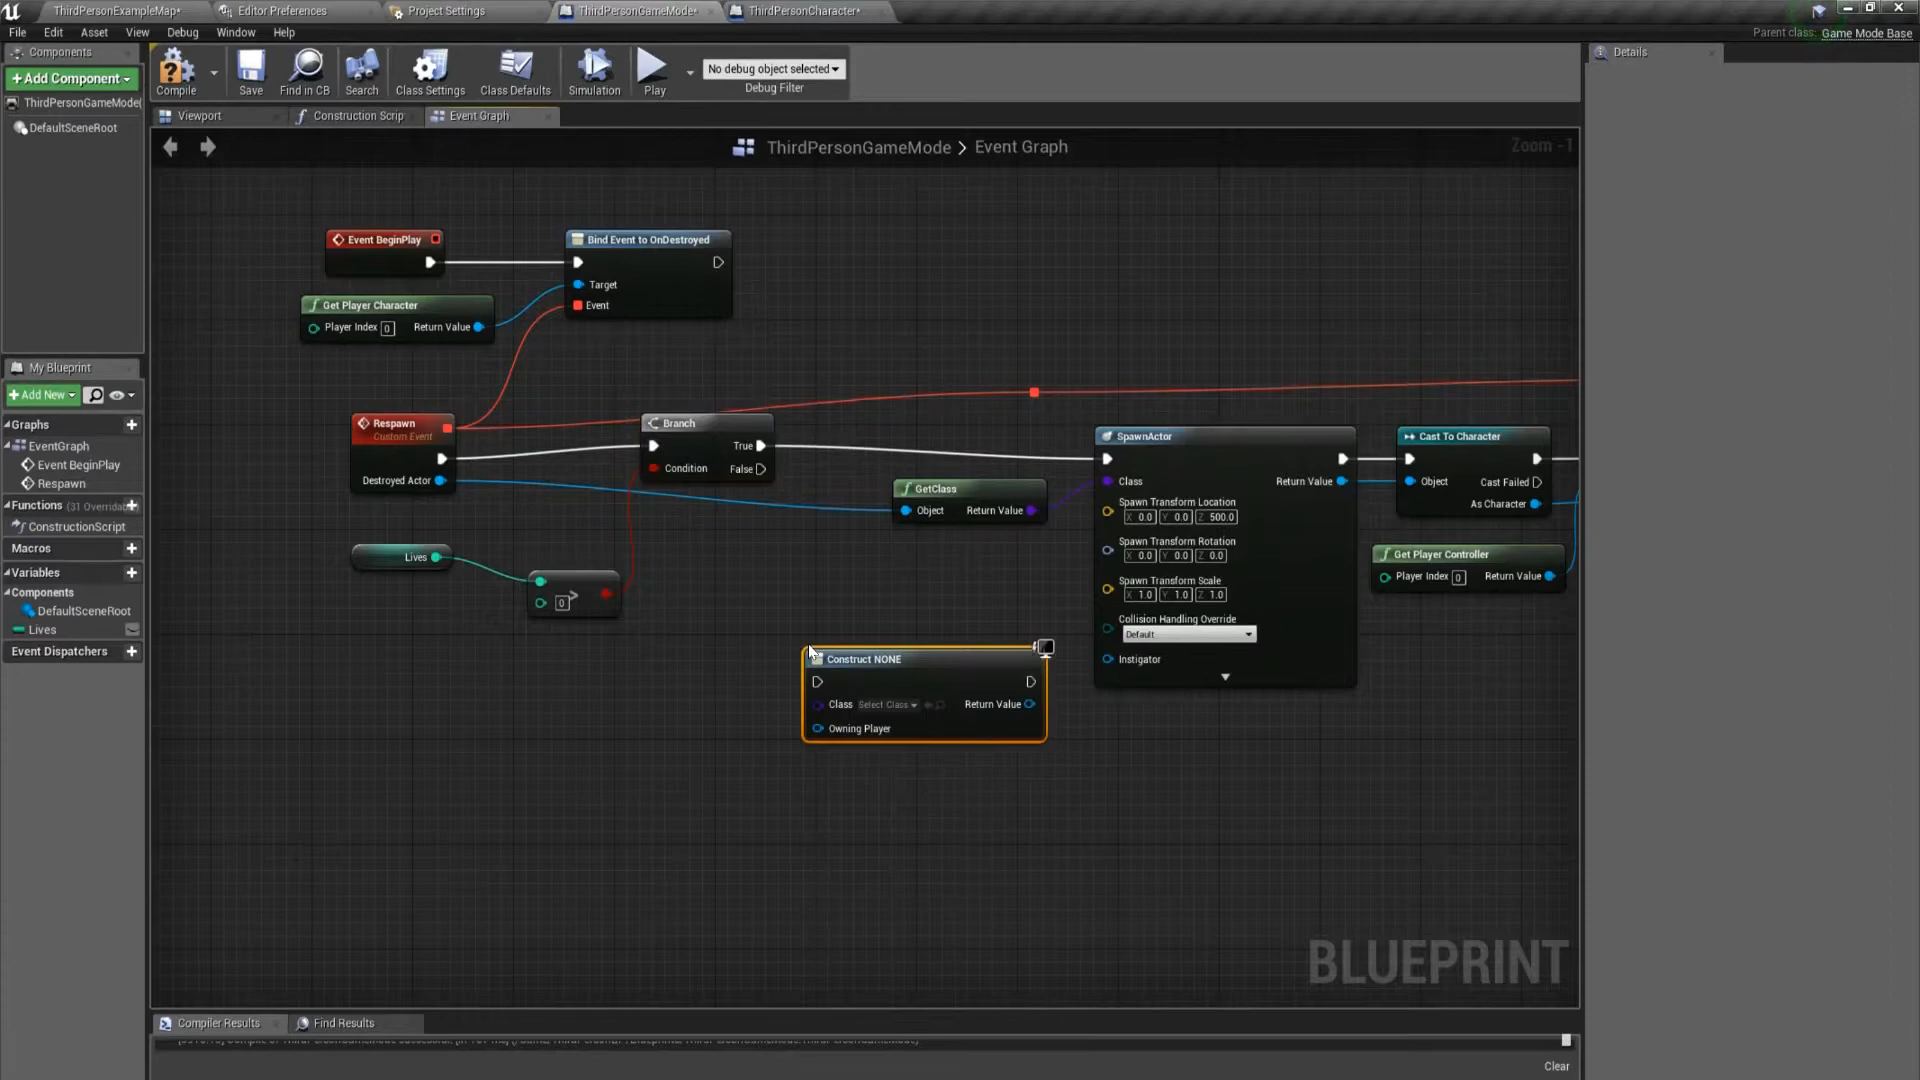 ThirdPersonExampleMap*
Editor Preferences
Project Settings
ThirdPersonGameMode*
ThirdPersonCharacter*
File Edit Asset View Debug Window Help
Parent class: Game Mode Base
Components
+ Add Component
ThirdPersonGameMode(
DefaultSceneRoot
Compile
Save
Find in CB
Search
Class Settings
Class Defaults
Simulation
Play
No debug object selected
Debug Filter
Details
Viewport
Construction Scrip
Event Graph
ThirdPersonGameMode > Event Graph
Zoom -1
Event BeginPlay
Bind Event to OnDestroyed
Target
Event
Get Player Character
Player Index 0 Return Value
My Blueprint
+ Add New
Graphs
EventGraph
Event BeginPlay
Respawn
Functions (31 Overridab
ConstructionScript
Macros
Variables
Components
DefaultSceneRoot
Lives
Event Dispatchers
Respawn
Custom Event
Destroyed Actor
Branch
True
Condition False
Lives
0 >
GetClass
Object Return Value
SpawnActor
Class Return Value
Spawn Transform Location
X 0.0 Y 0.0 Z 500.0
Spawn Transform Rotation
X 0.0 Y 0.0 Z 0.0
Spawn Transform Scale
X 1.0 Y 1.0 Z 1.0
Collision Handling Override
Default
Instigator
Cast To Character
Object Cast Failed
As Character
Get Player Controller
Player Index 0 Return Value
Construct NONE
Class Select Class Return Value
Owning Player
BLUEPRINT
Compiler Results
Find Results
Clear